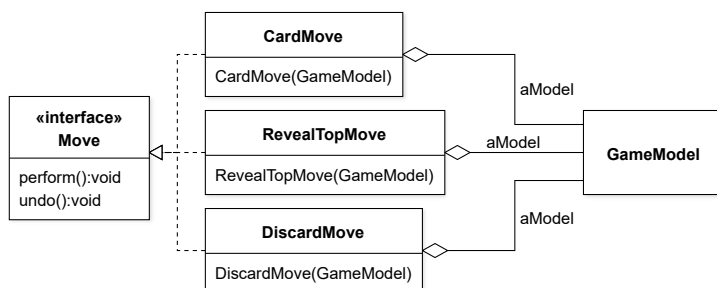 «interface»
Move
perform():void
undo():void
CardMove
CardMove(GameModel)
RevealTopMove
RevealTopMove(GameModel)
DiscardMove
DiscardMove(GameModel)
aModel
aModel
aModel
GameModel